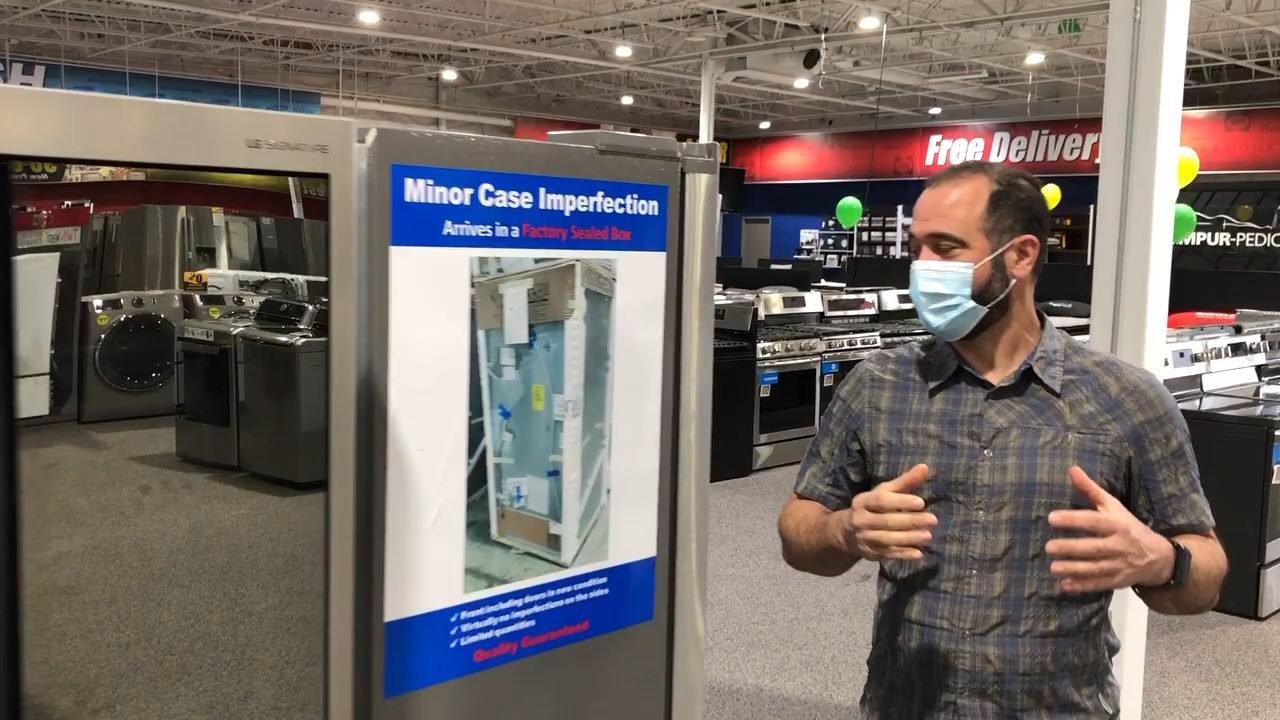 LG SIGNATURE
Minor Case Imperfection
Arrives in a Factory Sealed Box
✓ Front including doors in new condition
✓ Virtually no imperfections on the sides
✓ Limited quantities
Quality Guaranteed
Free Delivery
MPUR-PEDIC